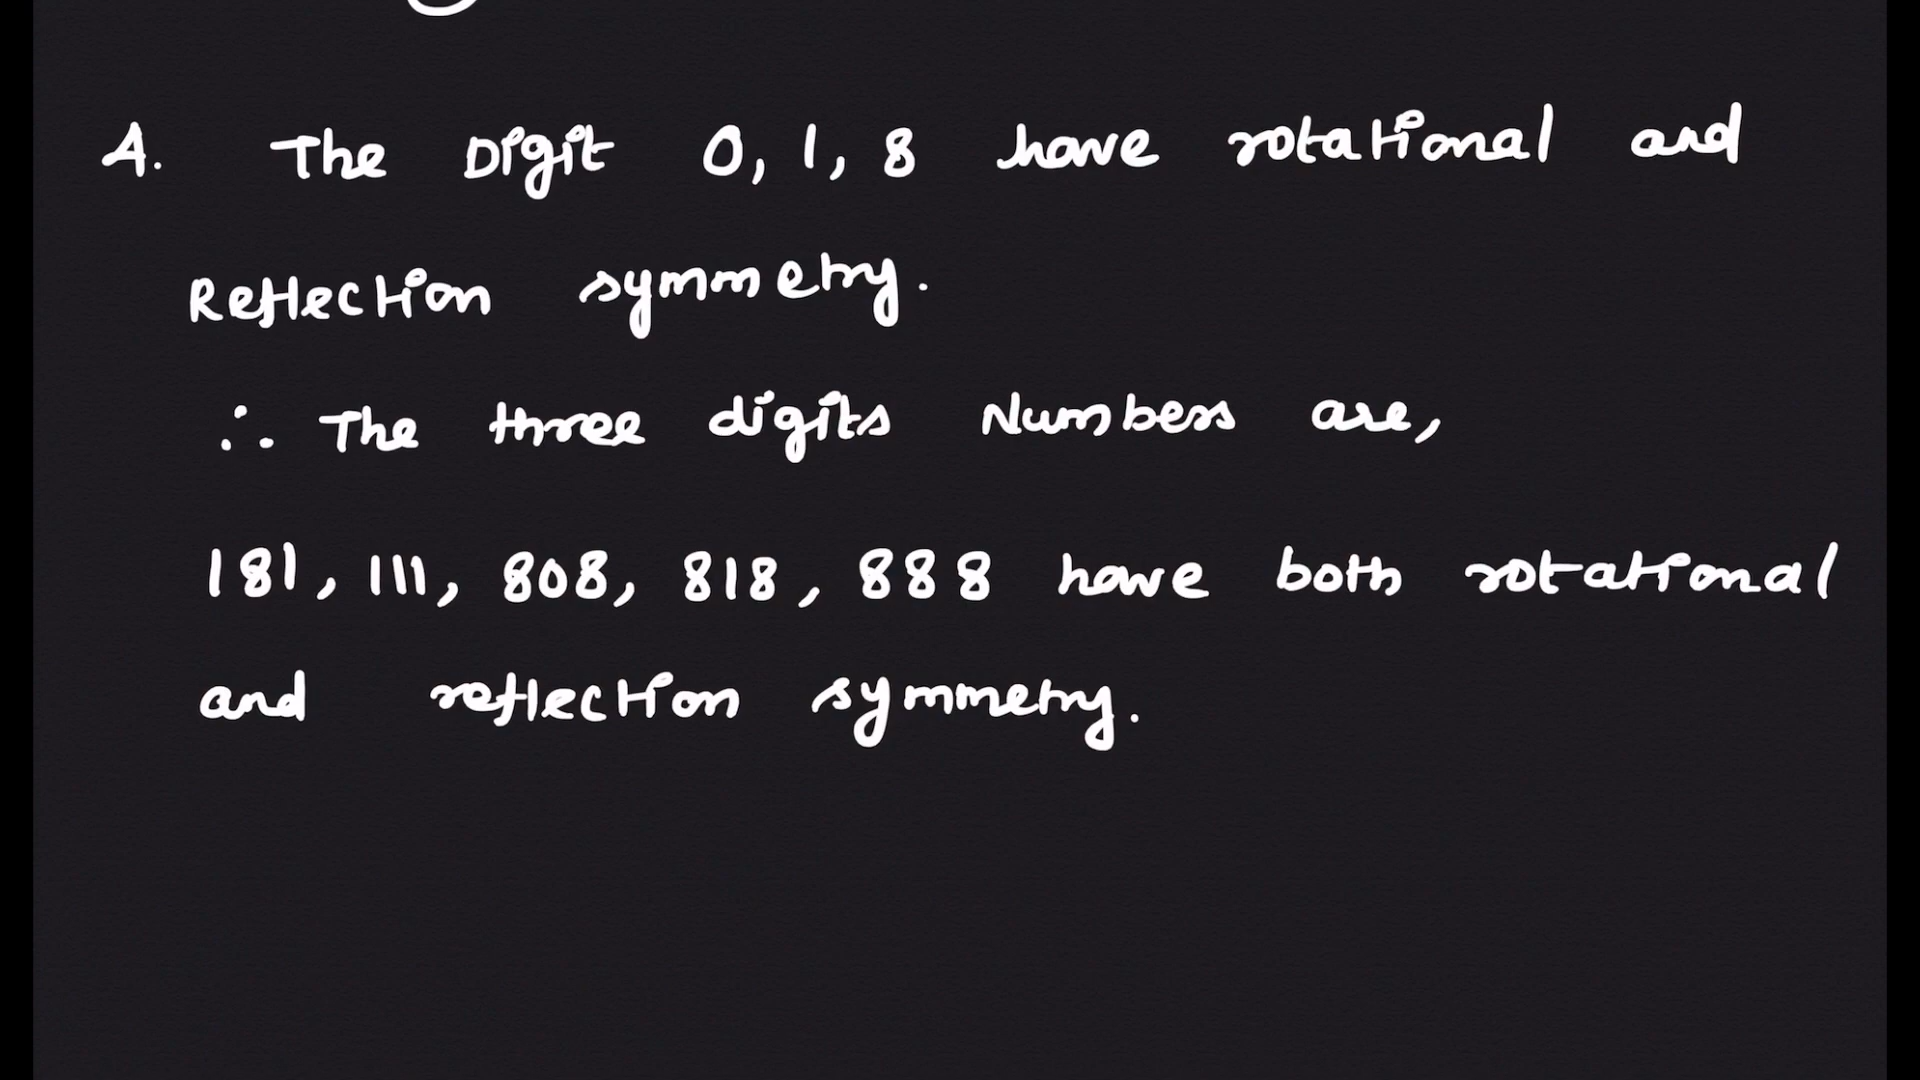 A. The Digit 0, 1, 8 have rotational and
Reflection symmetry.
∴ The three digits Numbers are,
181, 111, 808, 818, 888 have both rotational
and reflection symmetry.